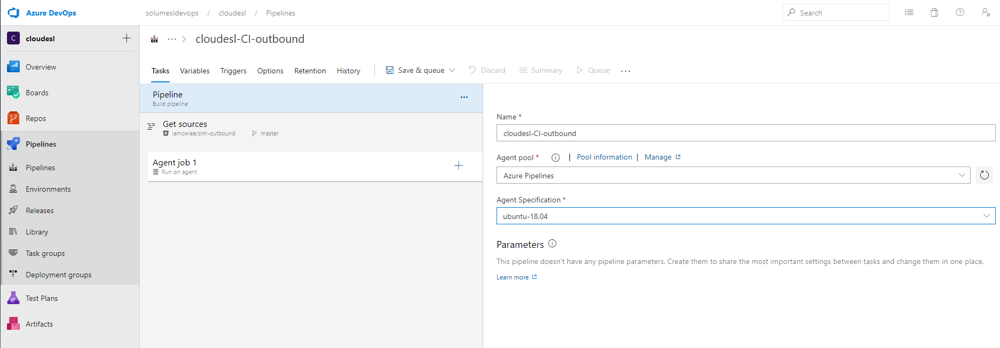 Azure DevOps
solumesldevops / cloudesl / Pipelines
Search
C cloudesl
Overview
Boards
Repos
Pipelines
Pipelines
Environments
Releases
Library
Task groups
Deployment groups
Test Plans
Artifacts
... > cloudesl-CI-outbound
Tasks Variables Triggers Options Retention History Save & queue Discard Summary Queue ...
Pipeline
Build pipeline
...
Get sources
iamcwlee/slm-outbound master
Agent job 1
Run on agent
Name *
cloudesl-CI-outbound
Agent pool * | Pool information | Manage
Azure Pipelines
Agent Specification *
ubuntu-18.04
Parameters
This pipeline doesn't have any pipeline parameters. Create them to share the most important settings between tasks and change them in one place.
Learn more